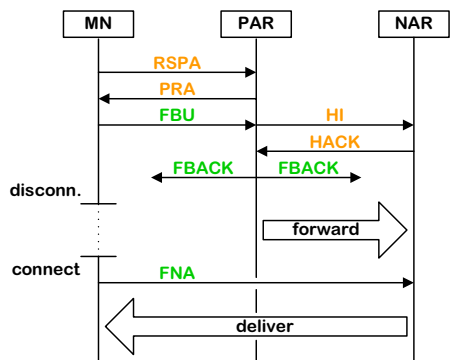 MN PAR NAR
RSPA
PRA
FBU HI
HACK
FBACK FBACK
disconn.
forward
connect
FNA
deliver